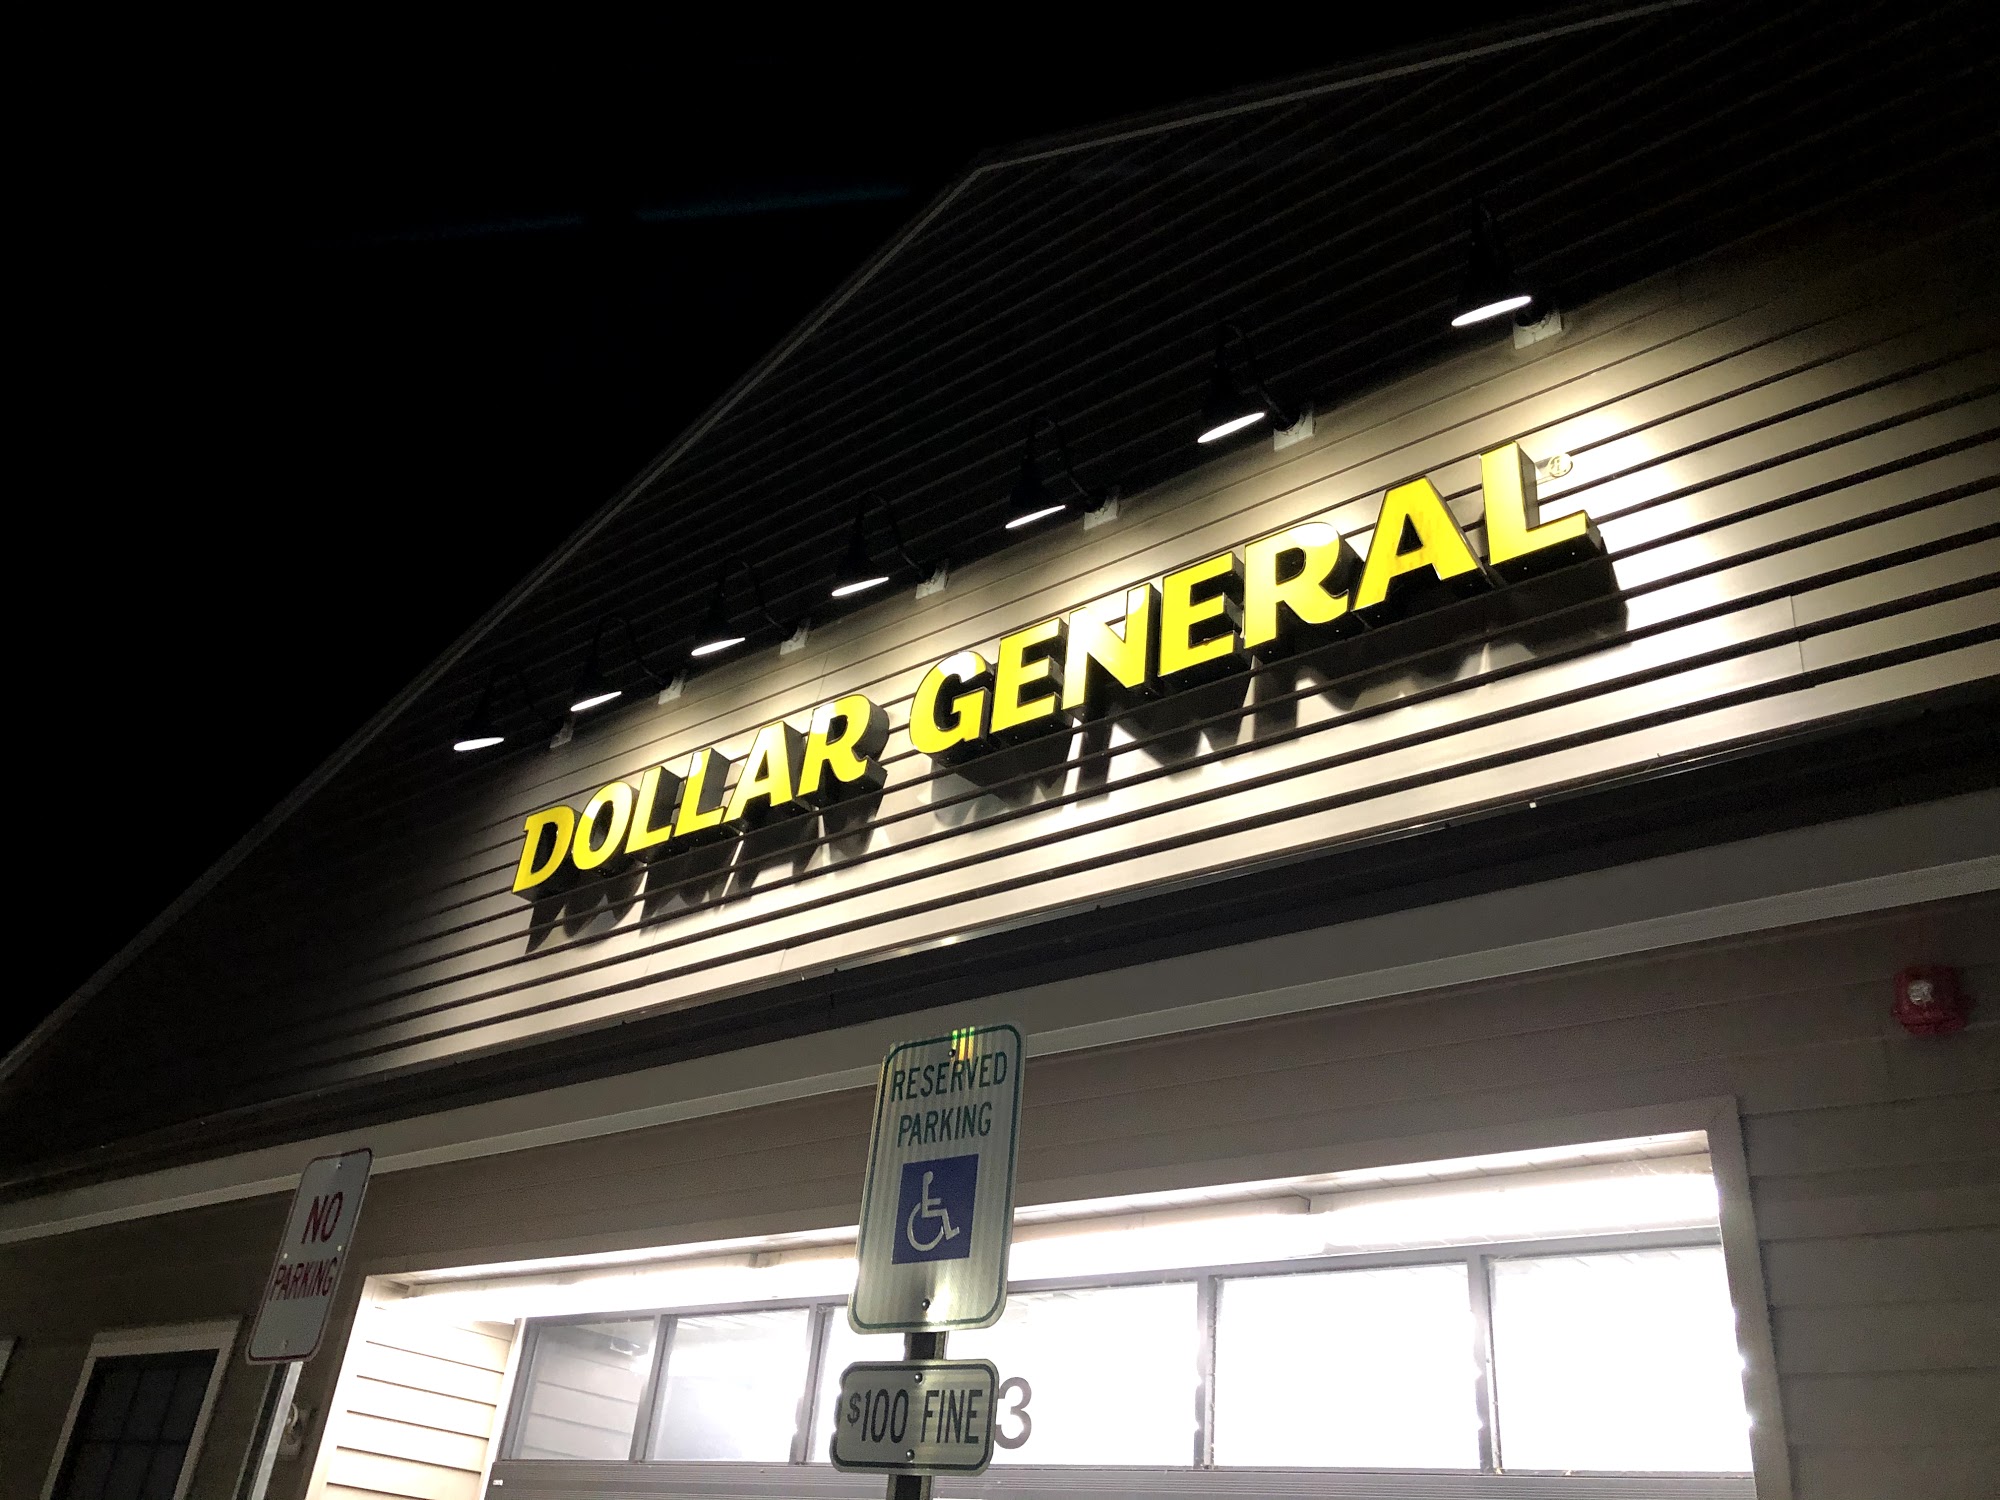 DOLLAR GENERAL®
RESERVED
PARKING
NO
PARKING
$100 FINE
3